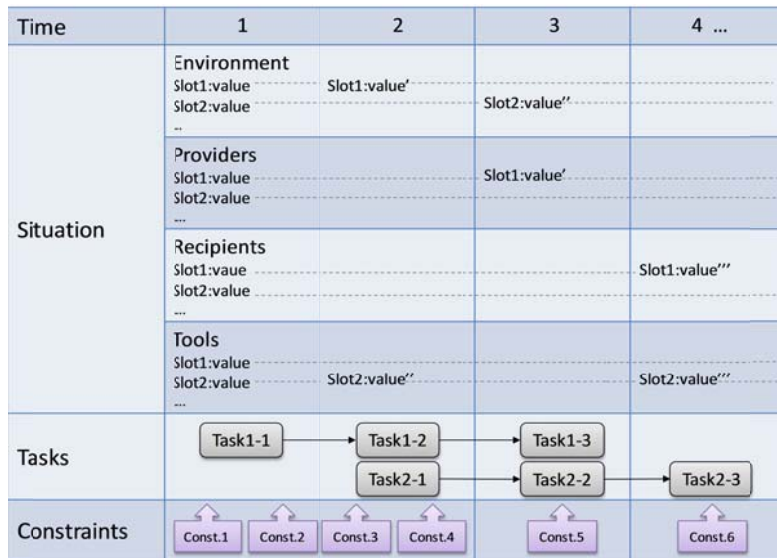 Time 1 2 3 4 ...
Situation
Environment
Slot1:value Slot1:value'
Slot2:value Slot2:value''
...
Providers
Slot1:value Slot1:value'
Slot2:value
....
Recipients
Slot1:vaue Slot1:value'''
Slot2:value
....
Tools
Slot1:value
Slot2:value Slot2:value'' Slot2:value'''
....
Tasks
Task1-1 Task1-2 Task1-3
Task2-1 Task2-2 Task2-3
Constraints
Const.1 Const.2 Const.3 Const.4 Const.5 Const.6